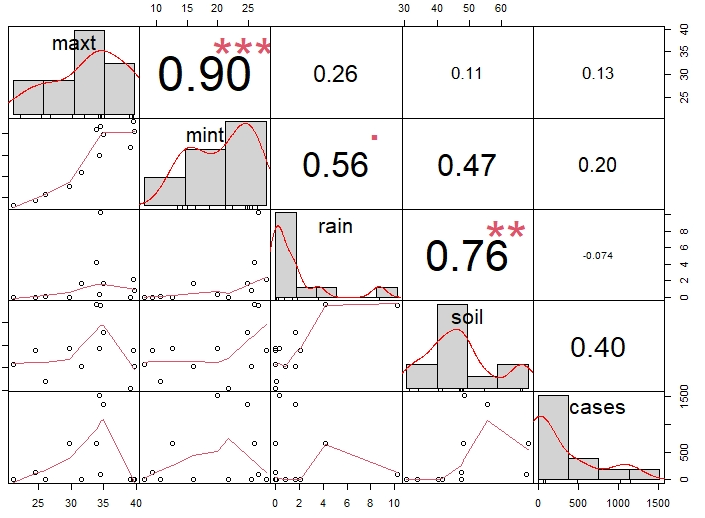 10 15 20 25 30 40 50 60
maxt 0.90 *** 0.26 0.11 0.13 25 30 35 40
mint 0.56 . 0.47 0.20
rain 0.76 ** -0.074 0 2 4 6 8
soil 0.40
cases 0 500 1500
25 30 35 40 0 2 4 6 8 10 0 500 1000 1500